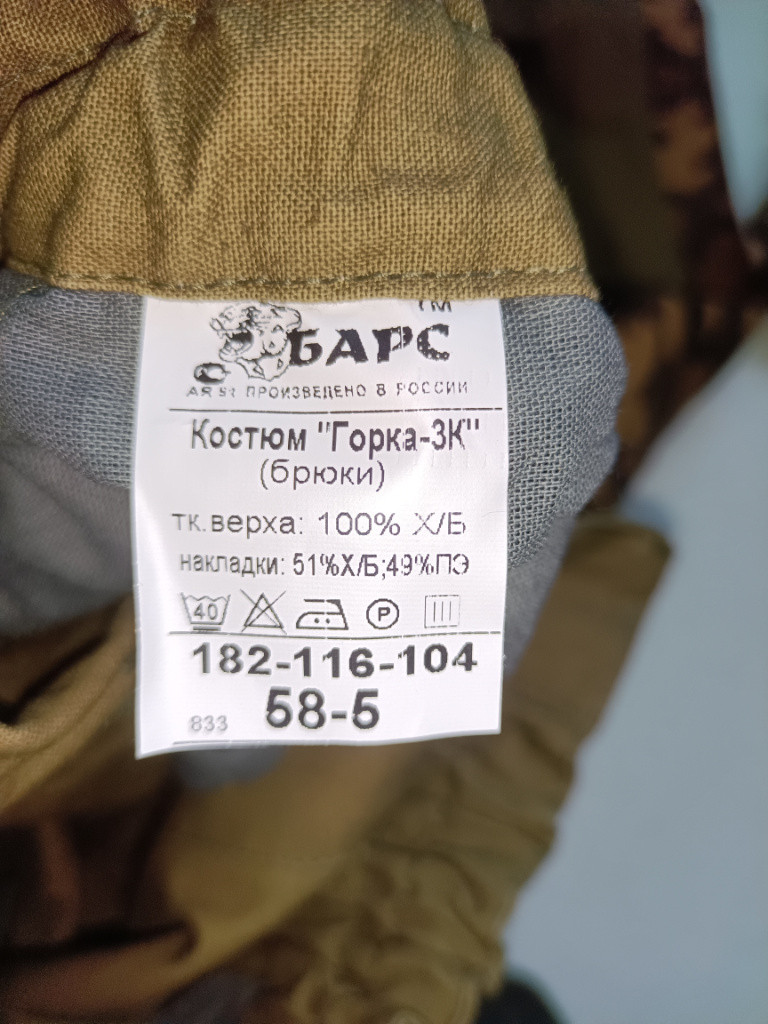 TM
БАРС
ПРОИЗВЕДЕНО В РОССИИ
Костюм "Горка-3К"
(брюки)
тк.верха: 100% Х/Б
накладки: 51%Х/Б;49%ПЭ
40 P
182-116-104
58-5
833